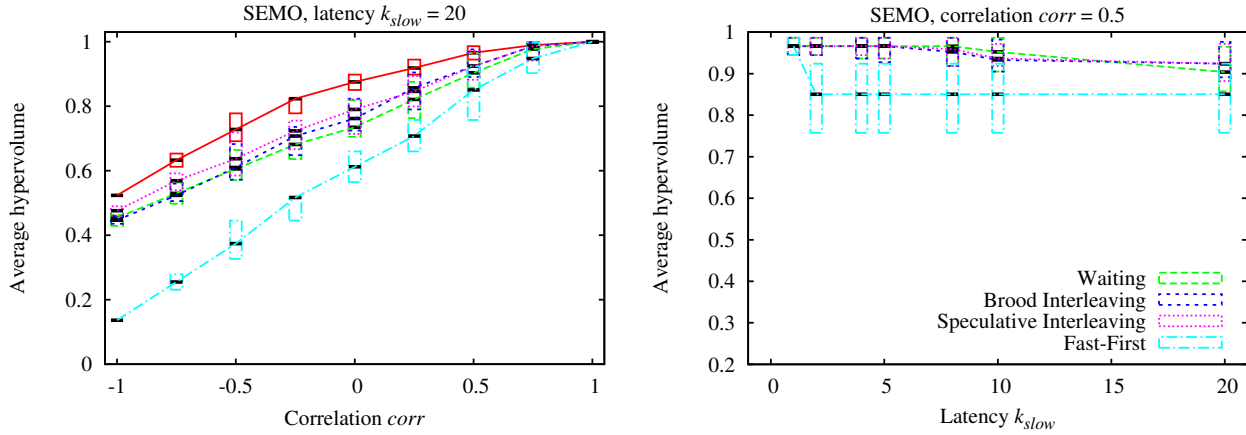 SEMO, latency k_slow = 20
Average hypervolume
1
0.8
0.6
0.4
0.2
0
-1
-0.5
0
0.5
1
Correlation corr
SEMO, correlation corr = 0.5
Average hypervolume
1
0.9
0.8
0.7
0.6
0.5
0.4
0.3
0.2
Waiting
Brood Interleaving
Speculative Interleaving
Fast-First
0
5
10
15
20
Latency k_slow